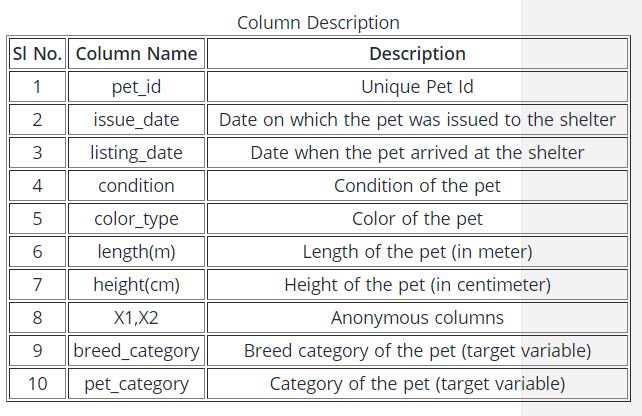 Column Description
Sl No. Column Name Description
1 pet_id Unique Pet Id
2 issue_date Date on which the pet was issued to the shelter
3 listing_date Date when the pet arrived at the shelter
4 condition Condition of the pet
5 color_type Color of the pet
6 length(m) Length of the pet (in meter)
7 height(cm) Height of the pet (in centimeter)
8 X1,X2 Anonymous columns
9 breed_category Breed category of the pet (target variable)
10 pet_category Category of the pet (target variable)